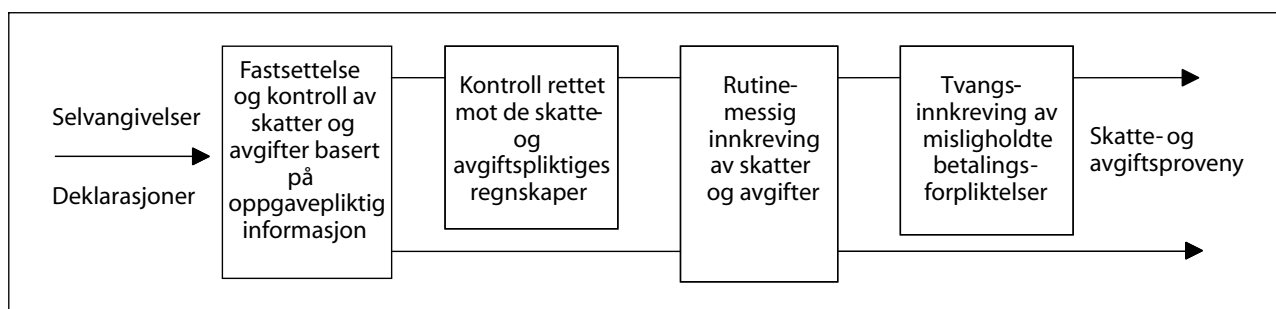 Selvangivelser
Deklarasjoner
Fastsettelse
og kontroll av
skatter og
avgifter basert
på
oppgavepliktig
informasjon
Kontroll rettet
mot de skatte-
og
avgiftspliktiges
regnskaper
Rutine-
messig
innkreving
av skatter
og avgifter
Tvangs-
innkreving av
misligholdte
betalings-
forpliktelser
Skatte- og
avgiftsproveny